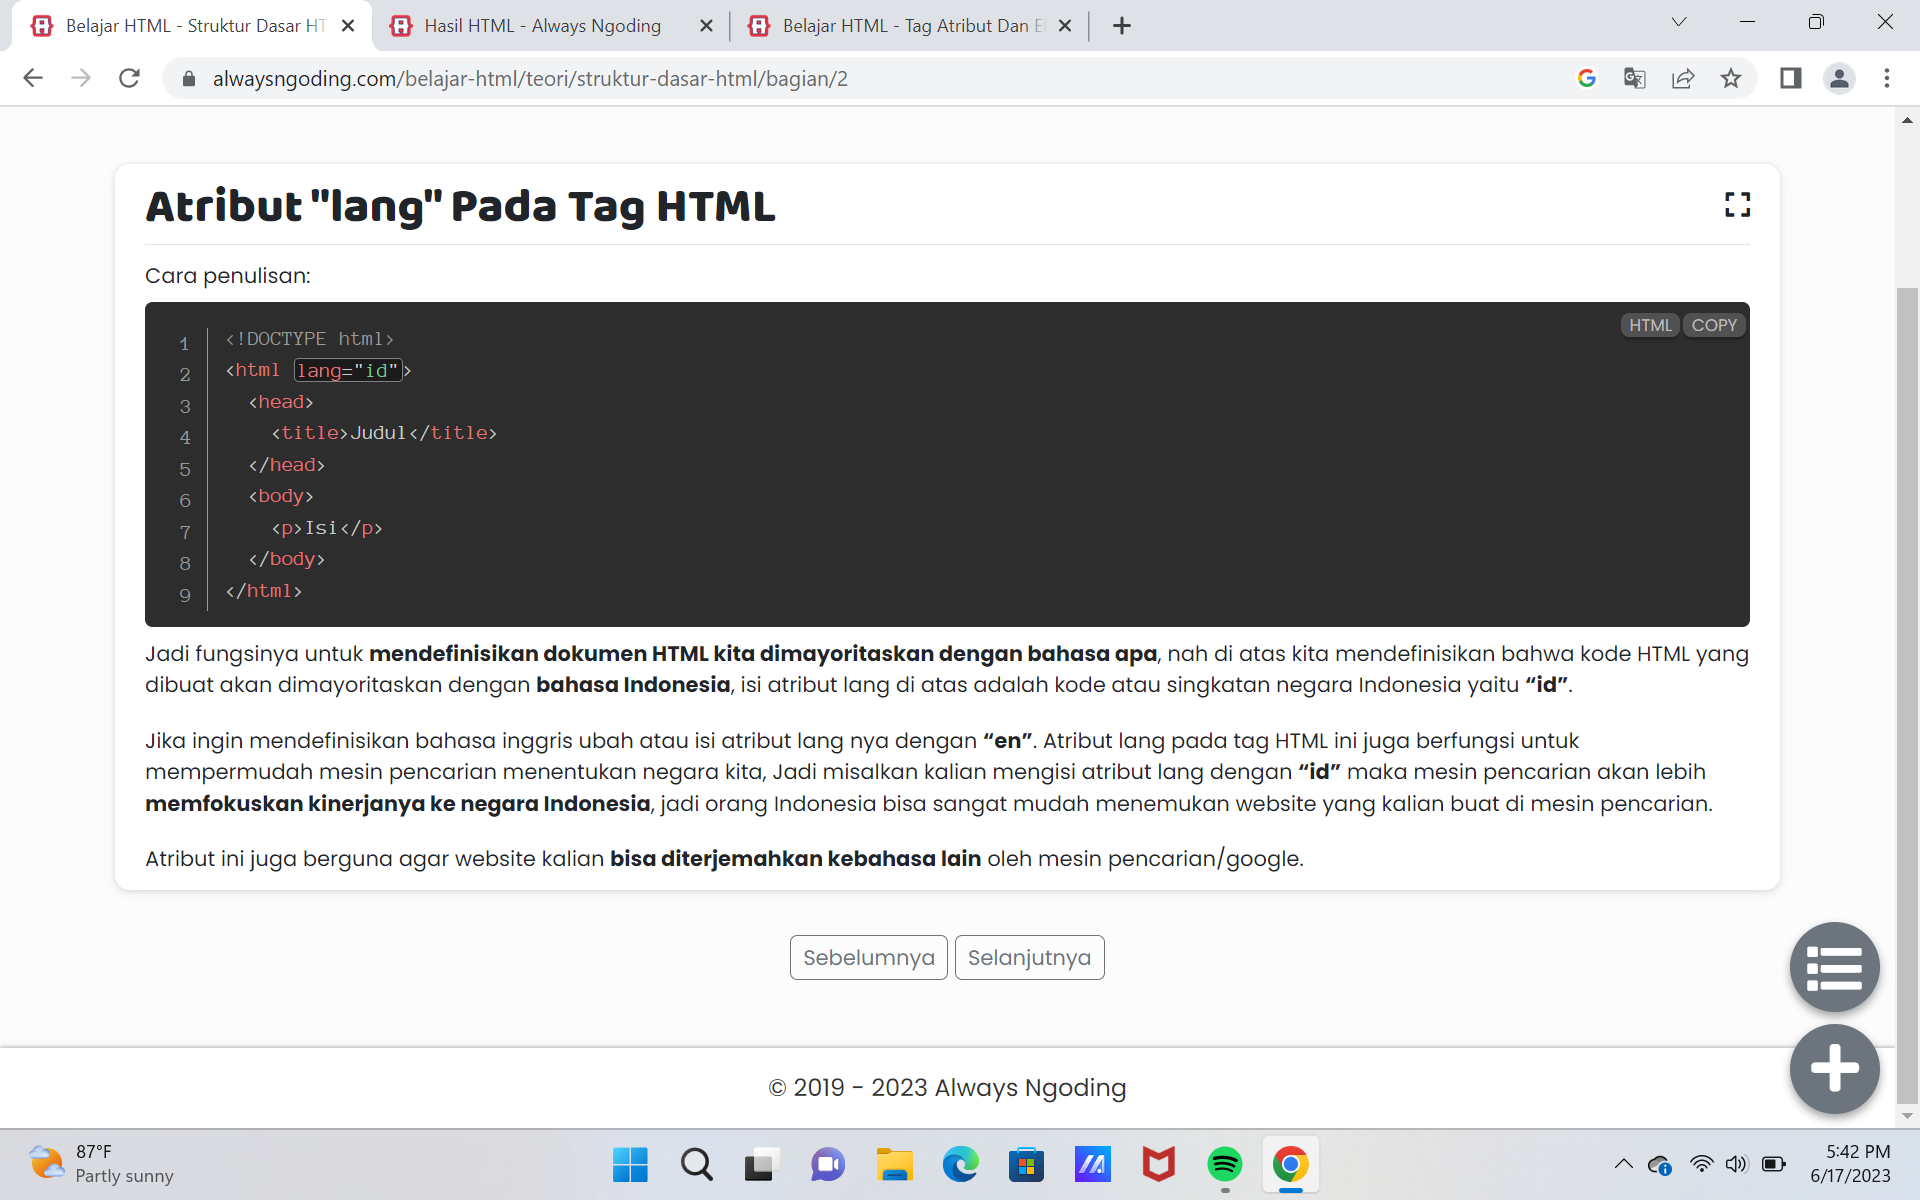 Belajar HTML - Struktur Dasar HT
Hasil HTML - Always Ngoding
Belajar HTML - Tag Atribut Dan El
alwaysngoding.com/belajar-html/teori/struktur-dasar-html/bagian/2
Atribut "lang" Pada Tag HTML
Cara penulisan:
HTML COPY
1 <!DOCTYPE html>
2 <html lang="id">
3 <head>
4 <title>Judul</title>
5 </head>
6 <body>
7 <p>Isi</p>
8 </body>
9 </html>
Jadi fungsinya untuk mendefinisikan dokumen HTML kita dimayoritaskan dengan bahasa apa, nah di atas kita mendefinisikan bahwa kode HTML yang
dibuat akan dimayoritaskan dengan bahasa Indonesia, isi atribut lang di atas adalah kode atau singkatan negara Indonesia yaitu “id”.
Jika ingin mendefinisikan bahasa inggris ubah atau isi atribut lang nya dengan “en”. Atribut lang pada tag HTML ini juga berfungsi untuk
mempermudah mesin pencarian menentukan negara kita, Jadi misalkan kalian mengisi atribut lang dengan “id” maka mesin pencarian akan lebih
memfokuskan kinerjanya ke negara Indonesia, jadi orang Indonesia bisa sangat mudah menemukan website yang kalian buat di mesin pencarian.
Atribut ini juga berguna agar website kalian bisa diterjemahkan kebahasa lain oleh mesin pencarian/google.
Sebelumnya Selanjutnya
© 2019 - 2023 Always Ngoding
87°F
Partly sunny
5:42 PM
6/17/2023